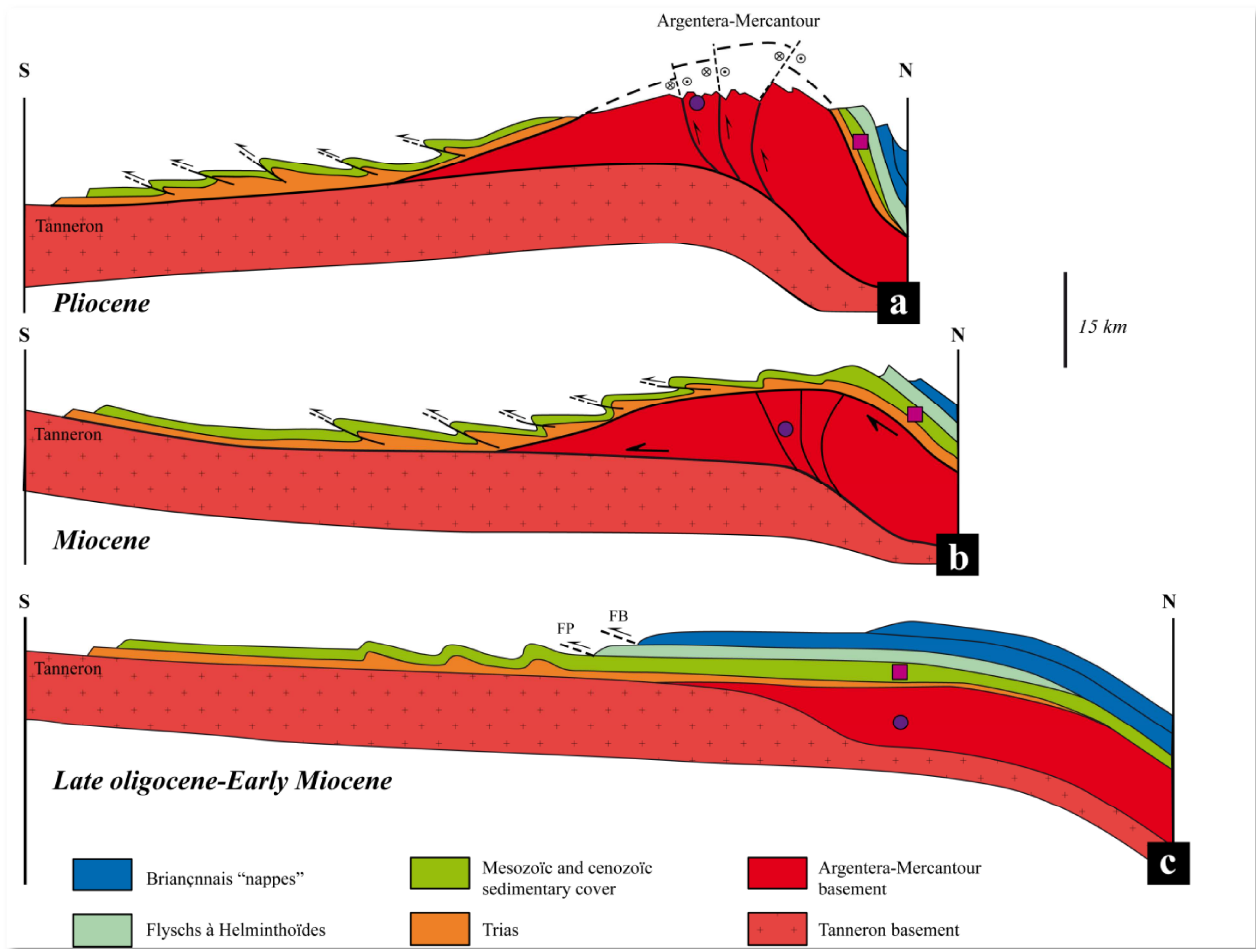 Argentera-Mercantour
S
N
Tanneron
Pliocene
a
15 km
S
N
Tanneron
Miocene
b
S
N
FB
FP
Tanneron
Late oligocene-Early Miocene
c
Briançnnais “nappes”
Mesozoïc and cenozoïc
sedimentary cover
Argentera-Mercantour
basement
Flyschs à Helminthoïdes
Trias
Tanneron basement